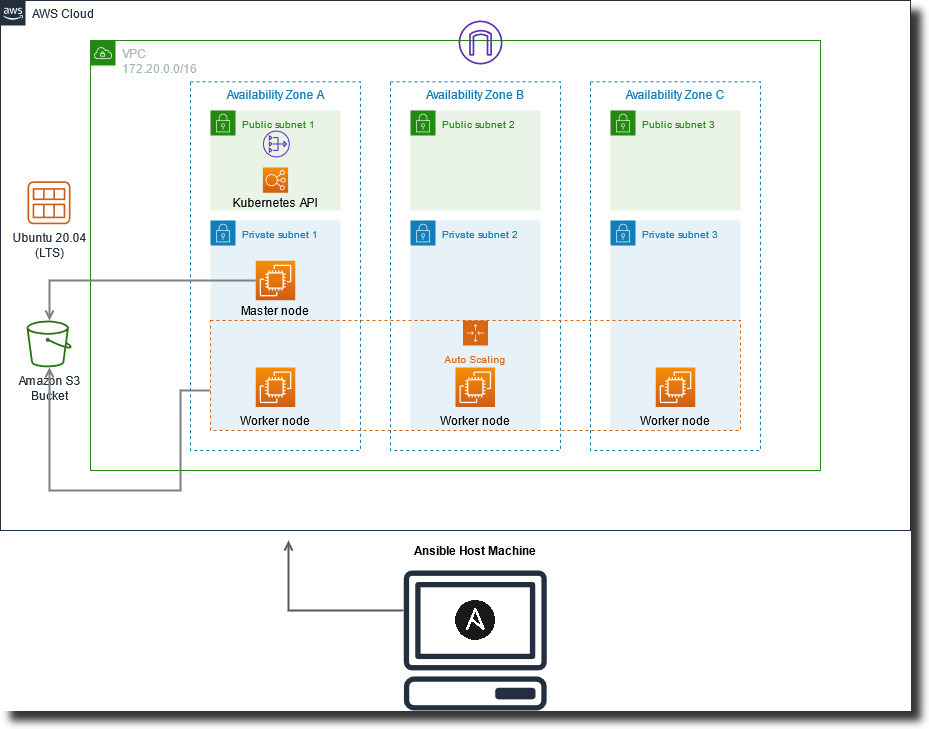 aws
AWS Cloud
VPC
172.20.0.0/16
Availability Zone A
Availability Zone B
Availability Zone C
Public subnet 1
Public subnet 2
Public subnet 3
Kubernetes API
Private subnet 1
Private subnet 2
Private subnet 3
Ubuntu 20.04
(LTS)
Master node
Auto Scaling
Amazon S3
Bucket
Worker node
Worker node
Worker node
Ansible Host Machine